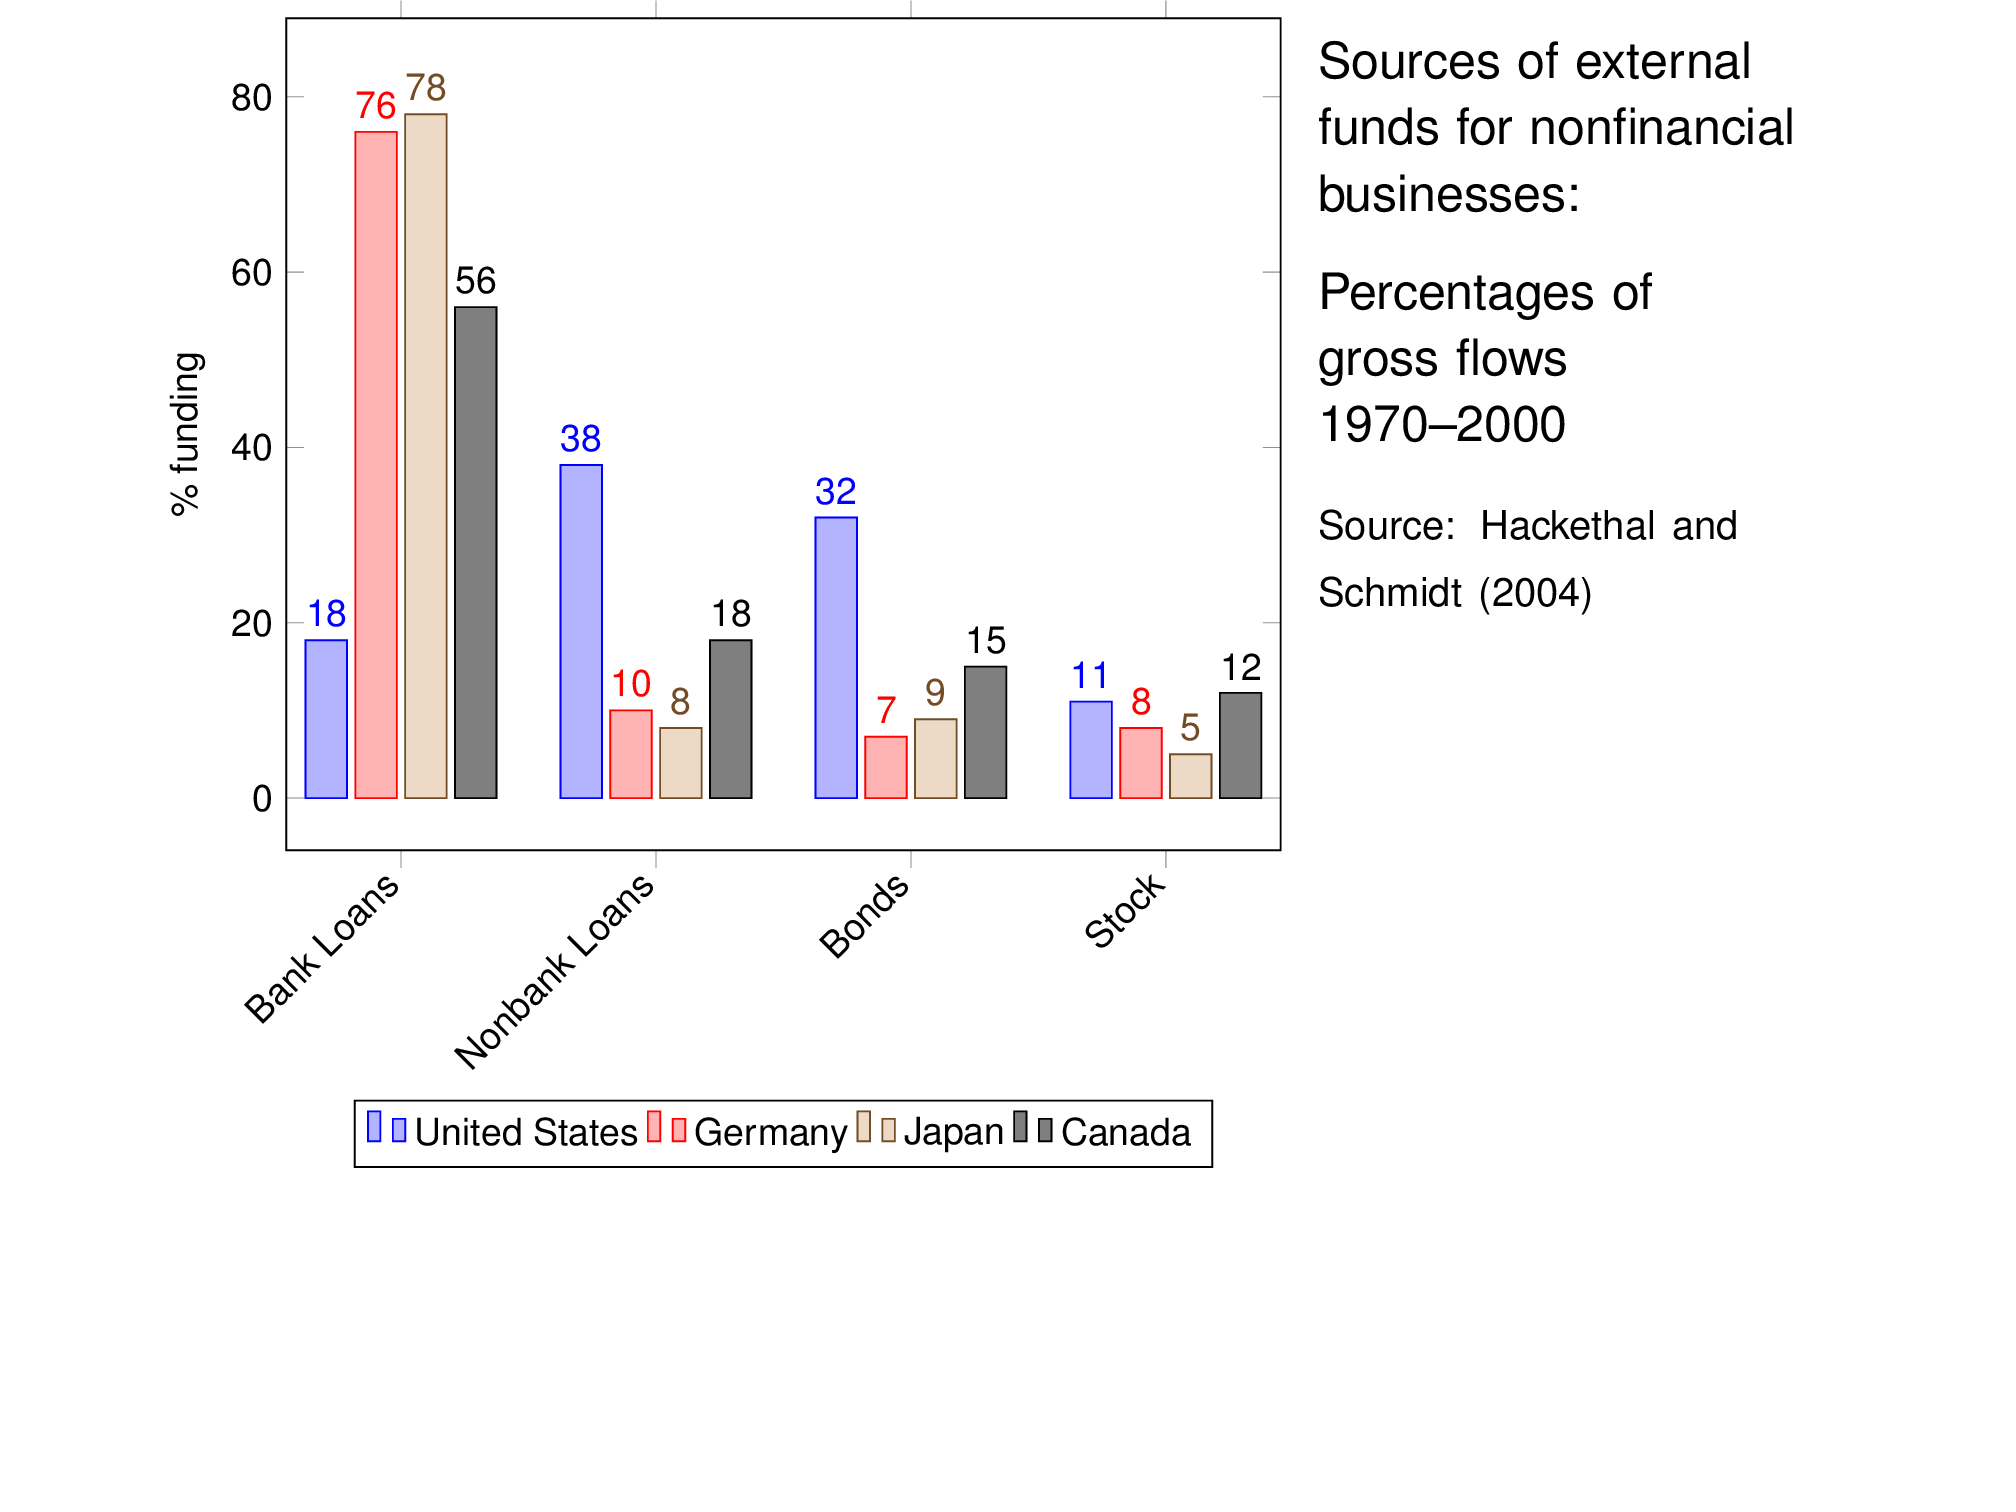 80
60
40
20
0
% funding
76
78
56
18
38
10
8
18
32
7
9
15
11
8
5
12
Bank Loans
Nonbank Loans
Bonds
Stock
United States Germany Japan Canada
Sources of external
funds for nonfinancial
businesses:
Percentages of
gross flows
1970–2000
Source: Hackethal and
Schmidt (2004)